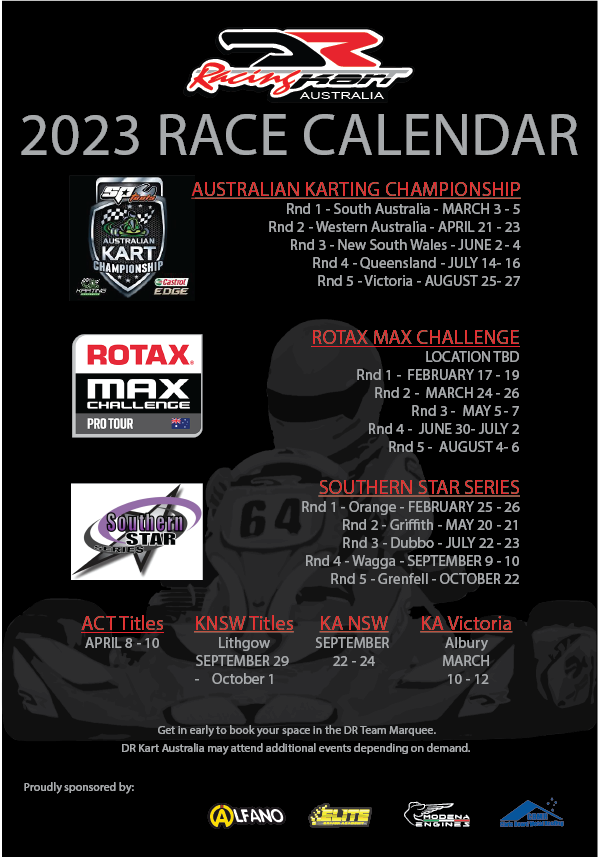 DR
Racing Kart
AUSTRALIA
2023 RACE CALENDAR
AUSTRALIAN KARTING CHAMPIONSHIP
Rnd 1 - South Australia - MARCH 3 - 5
Rnd 2 - Western Australia - APRIL 21 - 23
Rnd 3 - New South Wales - JUNE 2 - 4
Rnd 4 - Queensland - JULY 14- 16
Rnd 5 - Victoria - AUGUST 25- 27
AUSTRALIAN
KART
CHAMPIONSHIP
KARTING
Castrol
EDGE
ROTAX MAX CHALLENGE
LOCATION TBD
Rnd 1 - FEBRUARY 17 - 19
Rnd 2 - MARCH 24 - 26
Rnd 3 - MAY 5 - 7
Rnd 4 - JUNE 30- JULY 2
Rnd 5 - AUGUST 4- 6
ROTAX
MAX
CHALLENGE
PRO TOUR
SOUTHERN STAR SERIES
Rnd 1 - Orange - FEBRUARY 25 - 26
Rnd 2 - Griffith - MAY 20 - 21
Rnd 3 - Dubbo - JULY 22 - 23
Rnd 4 - Wagga - SEPTEMBER 9 - 10
Rnd 5 - Grenfell - OCTOBER 22
Southern
STAR
SERIES
64
ACT Titles
APRIL 8 - 10
KNSW Titles
Lithgow
SEPTEMBER 29
- October 1
KA NSW
SEPTEMBER
22 - 24
KA Victoria
Albury
MARCH
10 - 12
Get in early to book your space in the DR Team Marquee.
DR Kart Australia may attend additional events depending on demand.
Proudly sponsored by:
ALFANO
ELITE
MODENA
ENGINES